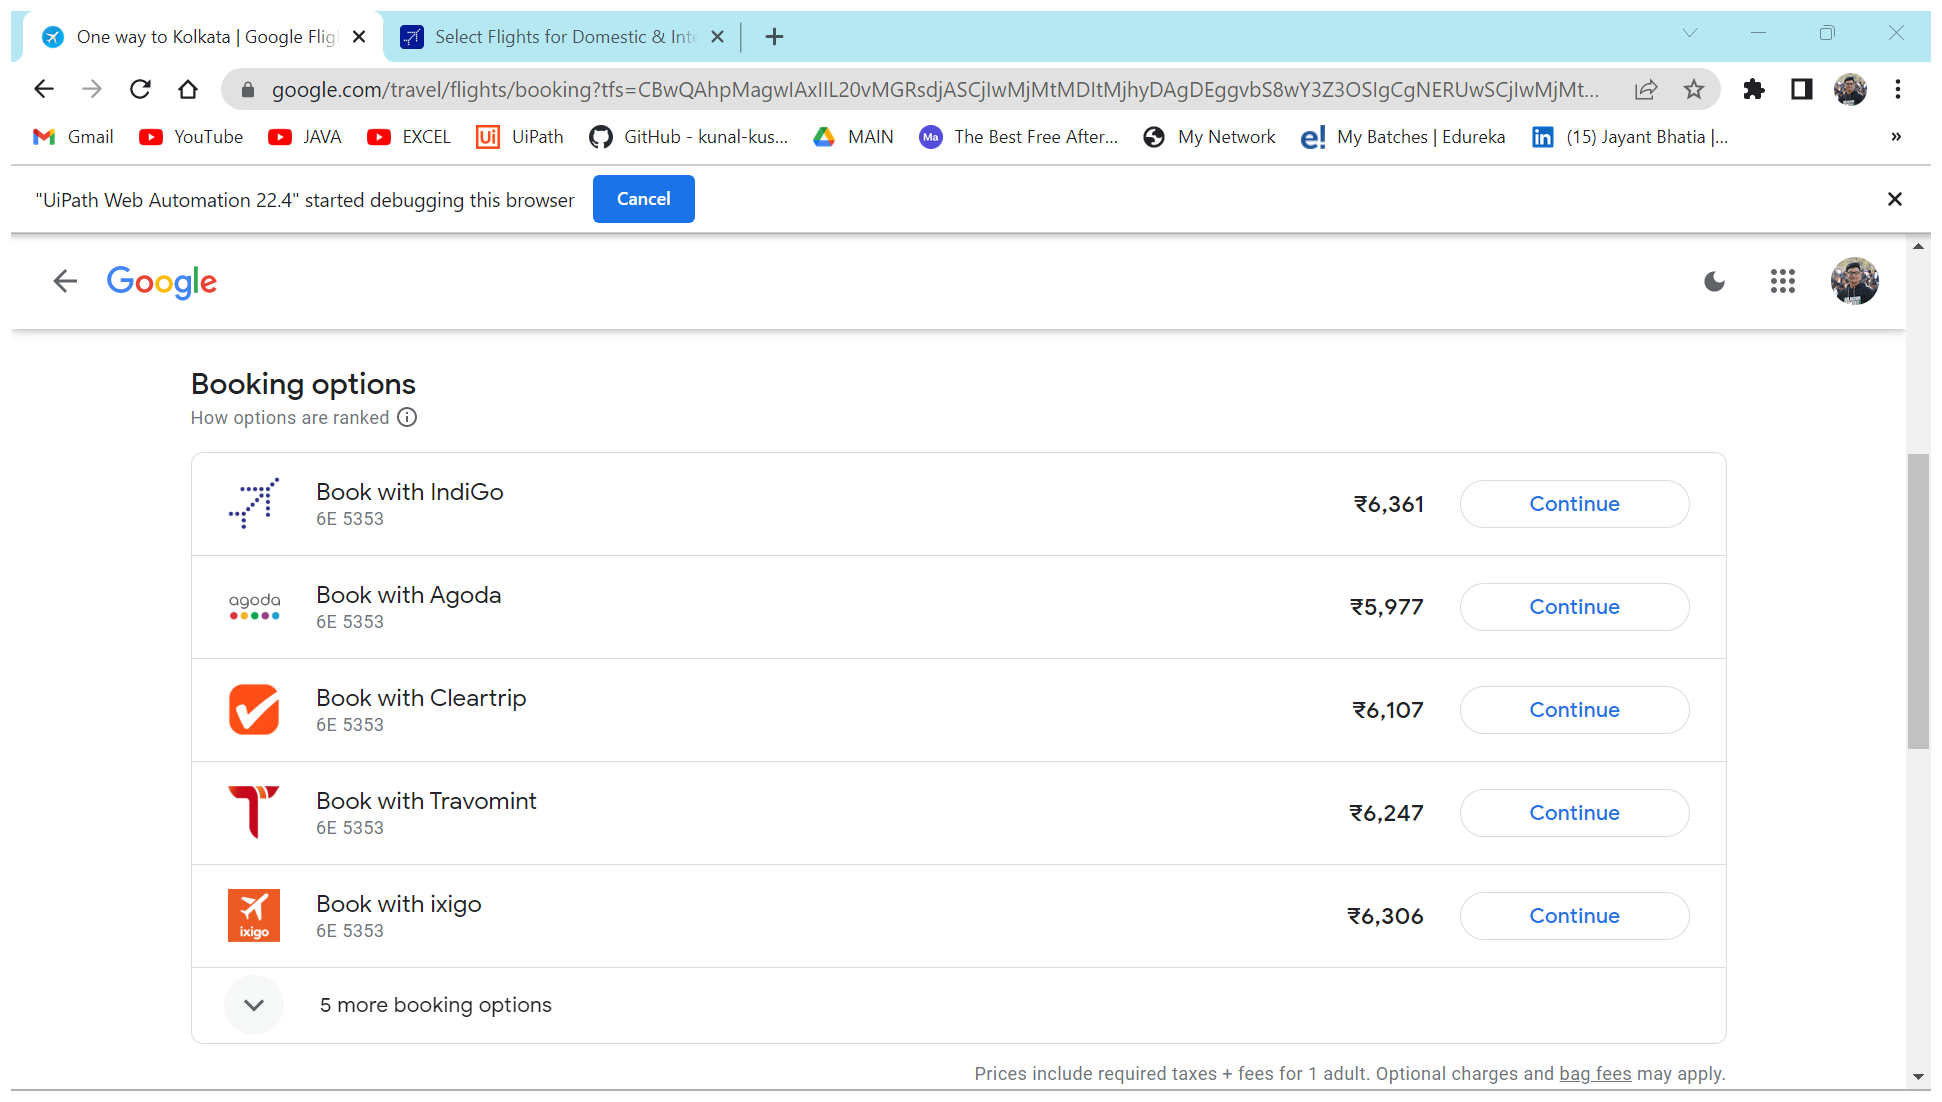 One way to Kolkata | Google Flig
Select Flights for Domestic & Inte
google.com/travel/flights/booking?tfs=CBwQAhpMagwIAxIIL20vMGRsdjASCjIwMjMtMDItMjhyDAgDEggvbS8wY3Z3OSIgCgNERUwSCjIwMjMt...
Gmail
YouTube
JAVA
EXCEL
Ui
UiPath
GitHub - kunal-kus...
MAIN
Ma
The Best Free After...
My Network
e!
My Batches | Edureka
in
(15) Jayant Bhatia |...
»
"UiPath Web Automation 22.4" started debugging this browser
Cancel
Google
Booking options
How options are ranked
Book with IndiGo
6E 5353
₹6,361
Continue
agoda
Book with Agoda
6E 5353
₹5,977
Continue
Book with Cleartrip
6E 5353
₹6,107
Continue
Book with Travomint
6E 5353
₹6,247
Continue
ixigo
Book with ixigo
6E 5353
₹6,306
Continue
5 more booking options
Prices include required taxes + fees for 1 adult. Optional charges and bag fees may apply.